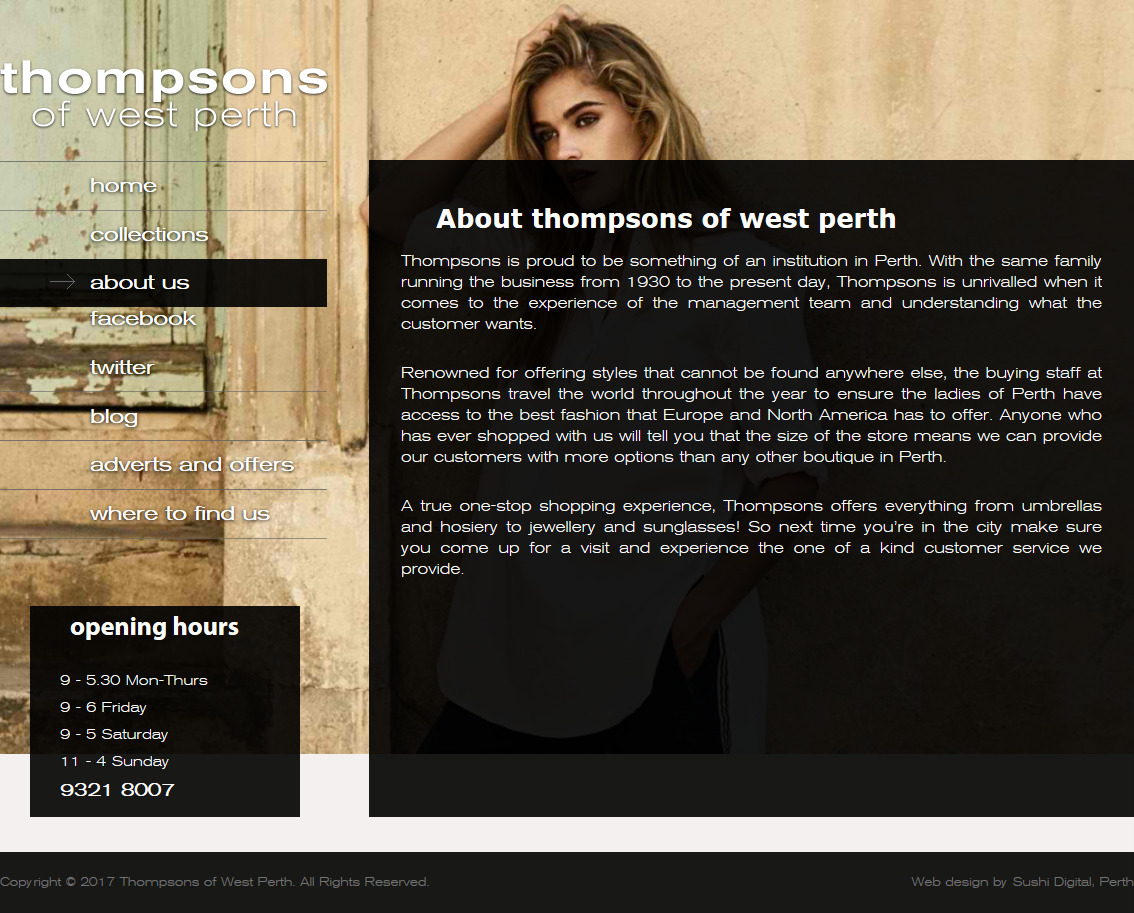 thompsons
of west perth
home
collections
about us
facebook
twitter
blog
adverts and offers
where to find us
opening hours
9 - 5.30 Mon-Thurs
9 - 6 Friday
9 - 5 Saturday
11 - 4 Sunday
9321 8007
About thompsons of west perth
Thompsons is proud to be something of an institution in Perth. With the same family
running the business from 1930 to the present day, Thompsons is unrivalled when it
comes to the experience of the management team and understanding what the
customer wants.
Renowned for offering styles that cannot be found anywhere else, the buying staff at
Thompsons travel the world throughout the year to ensure the ladies of Perth have
access to the best fashion that Europe and North America has to offer. Anyone who
has ever shopped with us will tell you that the size of the store means we can provide
our customers with more options than any other boutique in Perth.
A true one-stop shopping experience, Thompsons offers everything from umbrellas
and hosiery to jewellery and sunglasses! So next time you're in the city make sure
you come up for a visit and experience the one of a kind customer service we
provide.
Copyright © 2017 Thompsons of West Perth. All Rights Reserved.
Web design by Sushi Digital, Perth